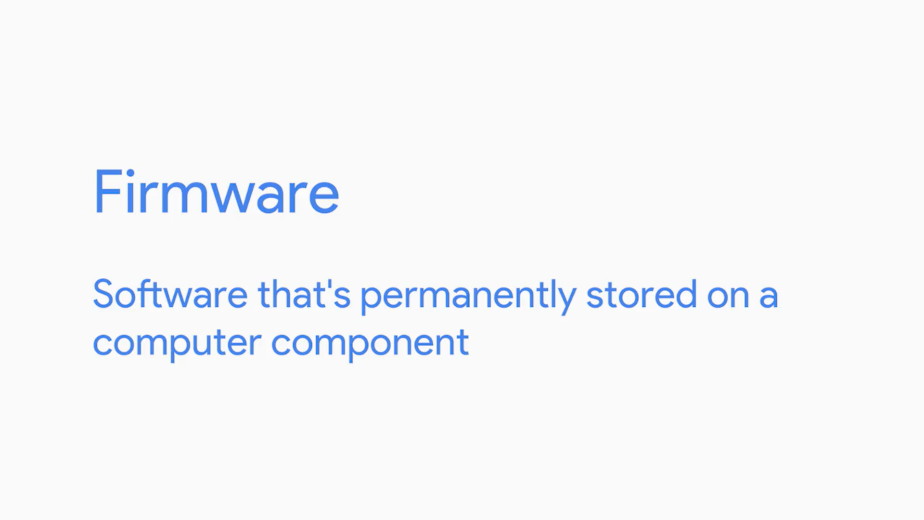 Firmware
Software that's permanently stored on a
computer component